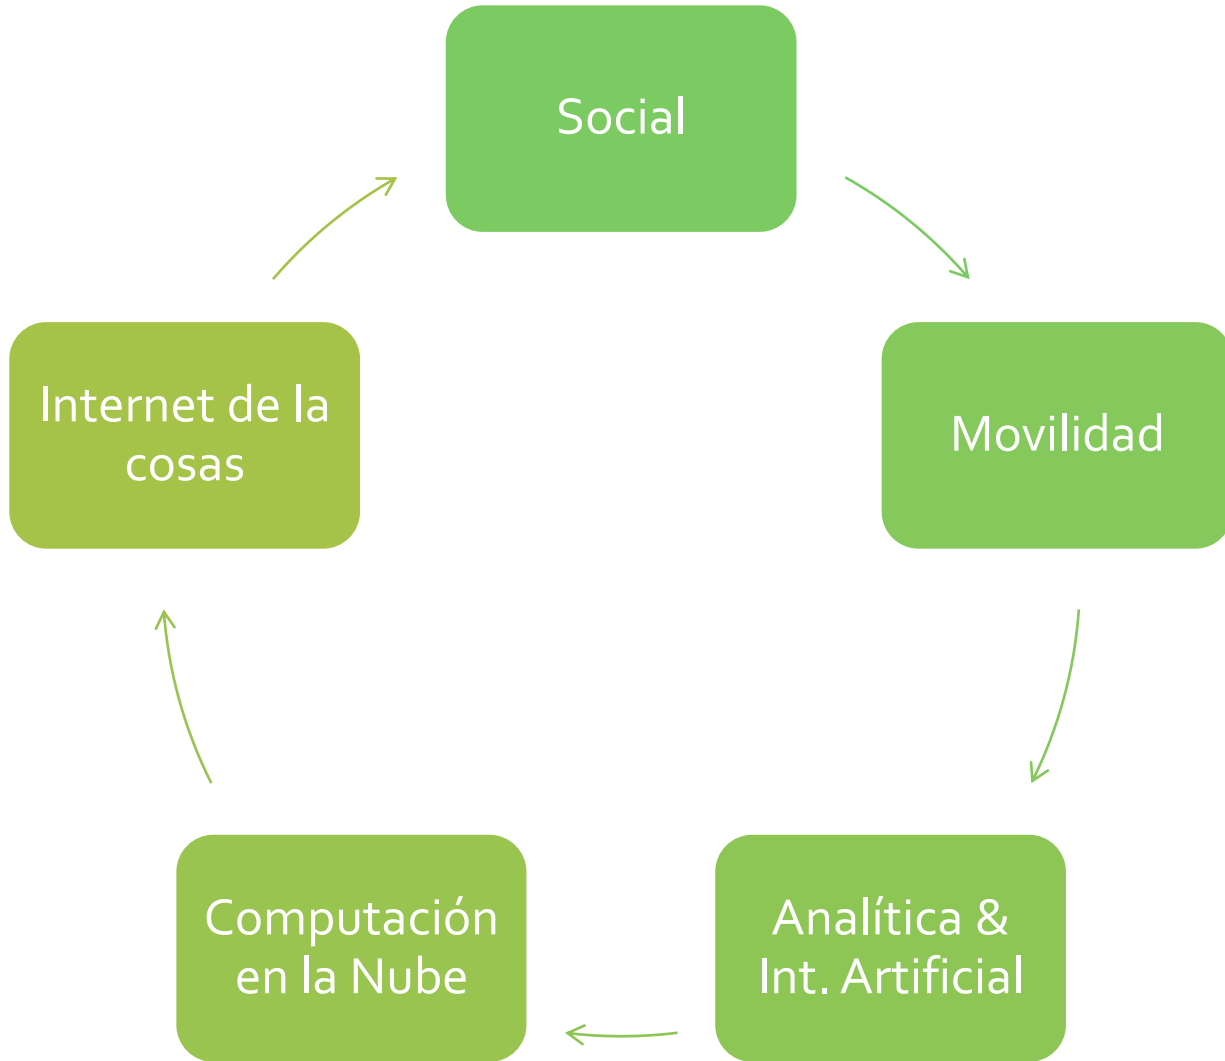 Social
Movilidad
Analítica &
Int. Artificial
Computación
en la Nube
Internet de la
cosas